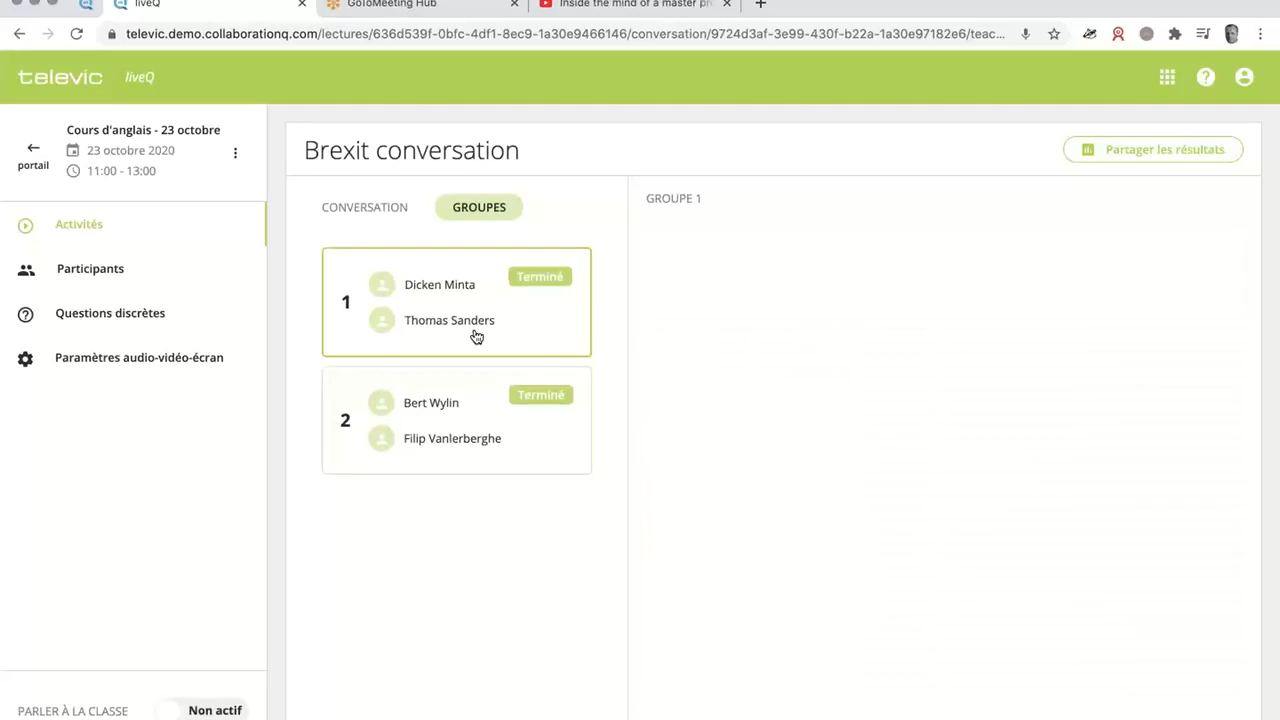 liveQ
GoToMeeting Hub
Inside the mind of a master pr
televic.demo.collaborationq.com/lectures/636d539f-0bfc-4df1-8ec9-1a30e9466146/conversation/9724d3af-3e99-430f-b22a-1a30e97182e6/teac...
televic liveQ
portail
Cours d'anglais - 23 octobre
23 octobre 2020
11:00 - 13:00
Activités
Participants
Questions discrètes
Paramètres audio-vidéo-écran
PARLER À LA CLASSE Non actif
Brexit conversation
Partager les résultats
CONVERSATION GROUPES
1
Dicken Minta
Terminé
Thomas Sanders
2
Bert Wylin
Terminé
Filip Vanlerberghe
GROUPE 1